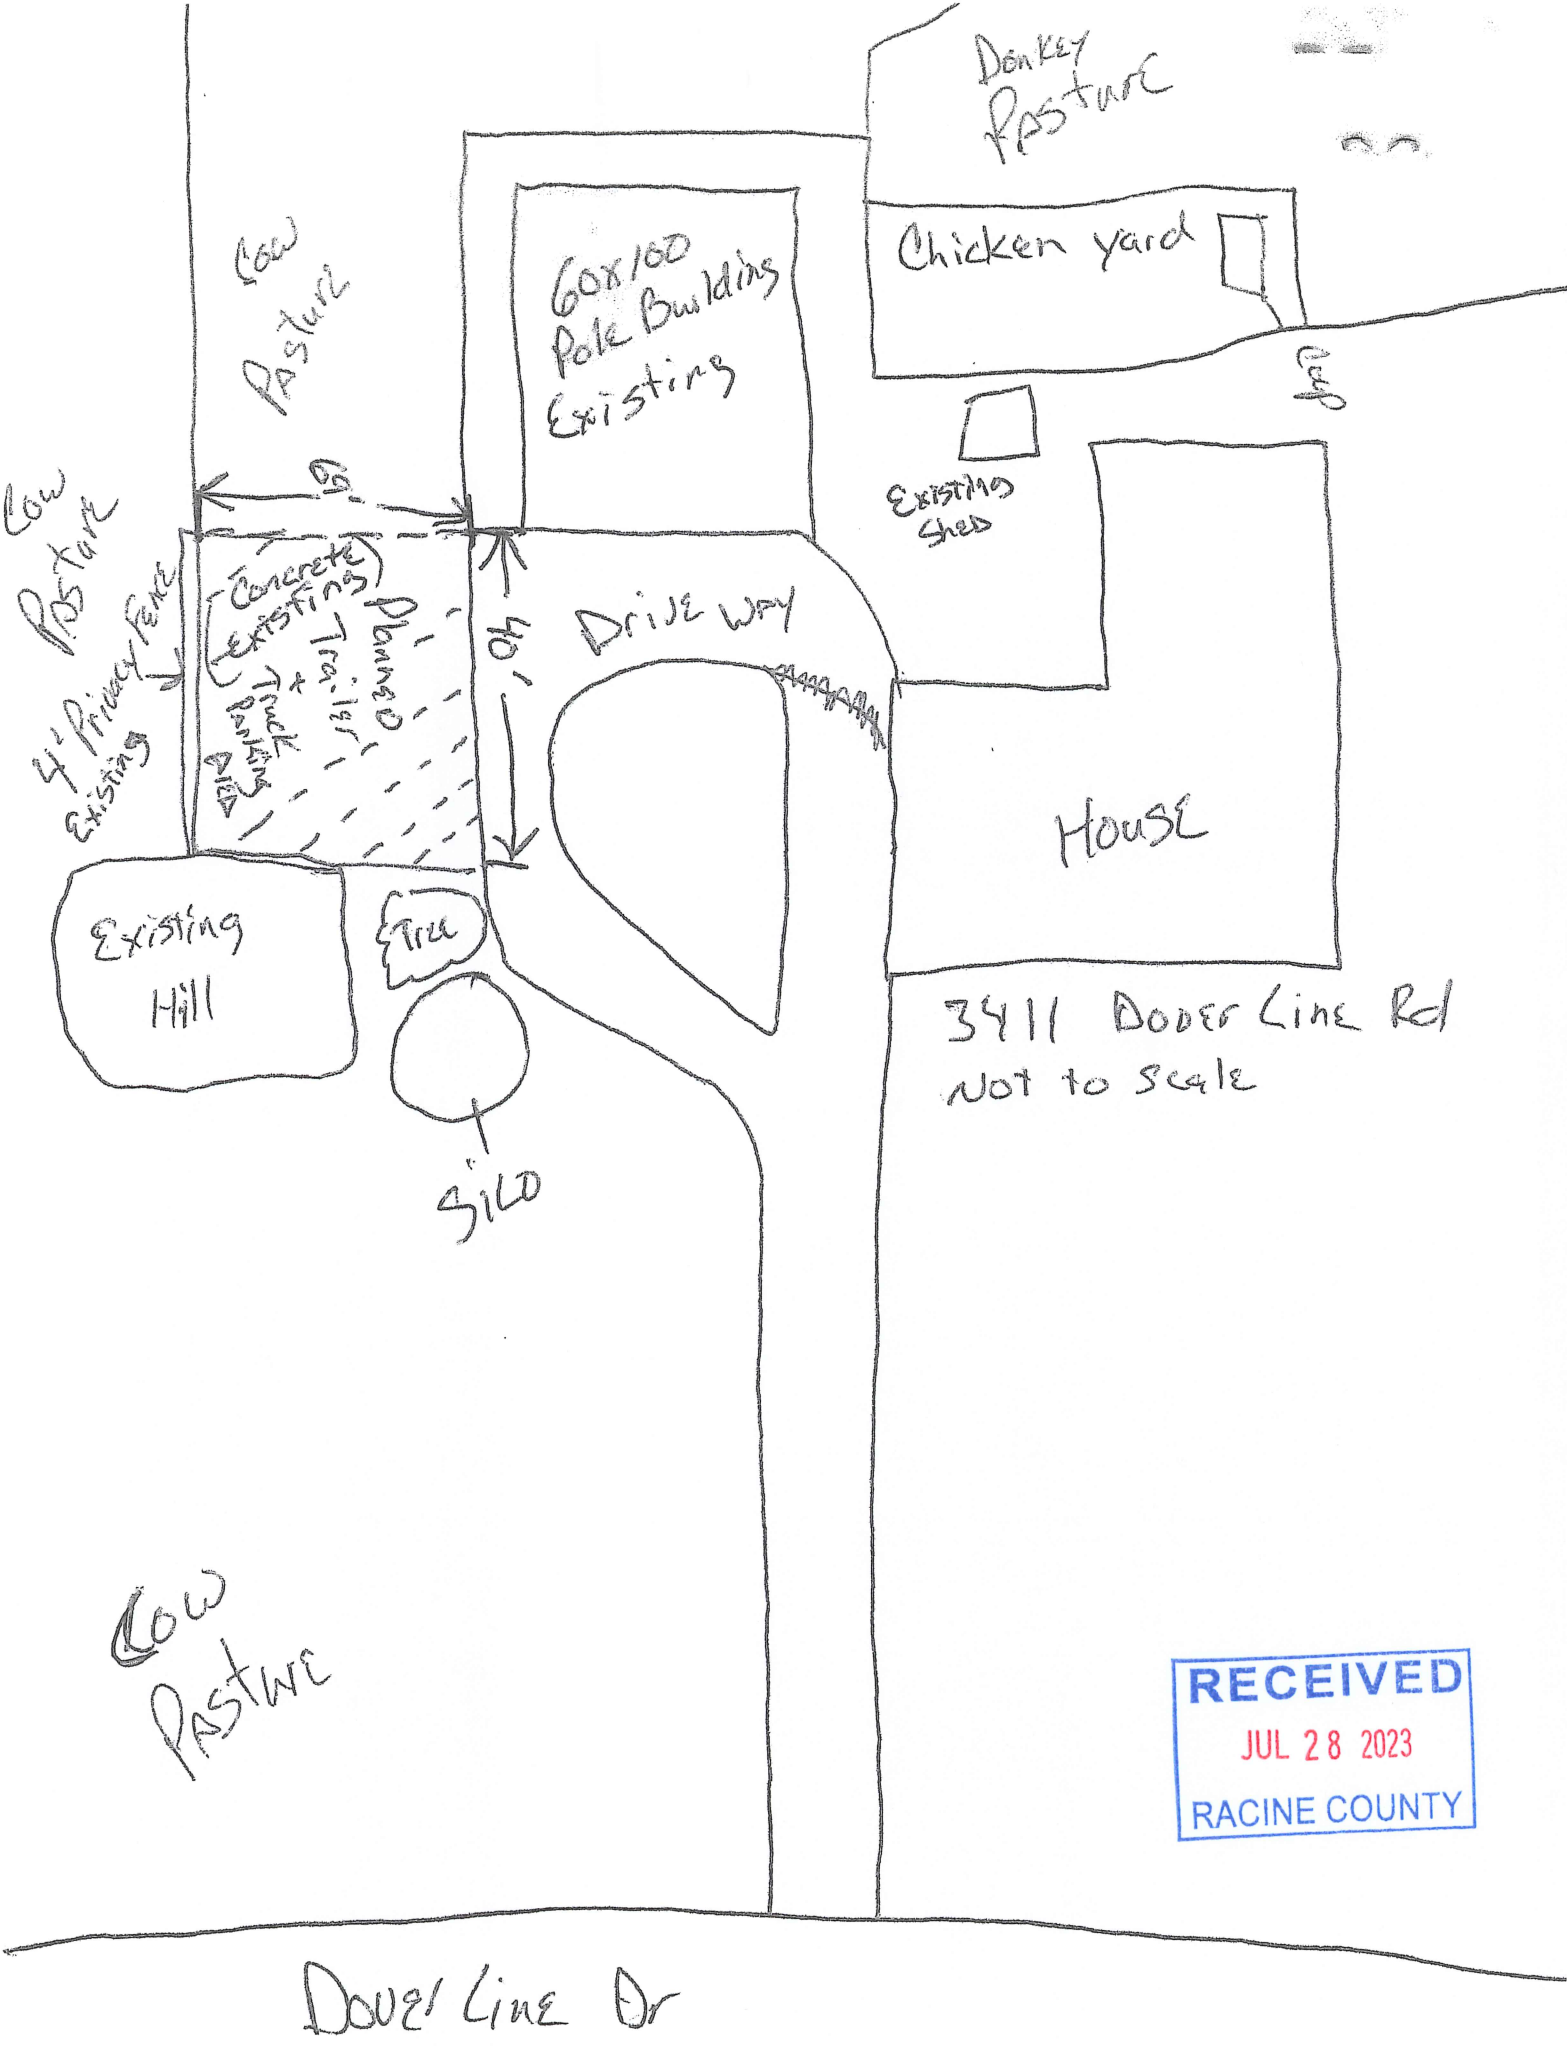 Donkey
Pasture
Cow
Pasture
60x100
Pole Building
Existing
Chicken yard
Coop
Existing
Shed
Cow
Pasture
4' Privacy Fence
Existing
(Concrete)
(Existing)
Planned
Trailer
+
Truck
Parking
Area
40'
Drive Way
House
Existing
Hill
Tree
Silo
3411 Dover Line Rd
Not to Scale
Cow
Pasture
RECEIVED
JUL 28 2023
RACINE COUNTY
Dover Line Dr